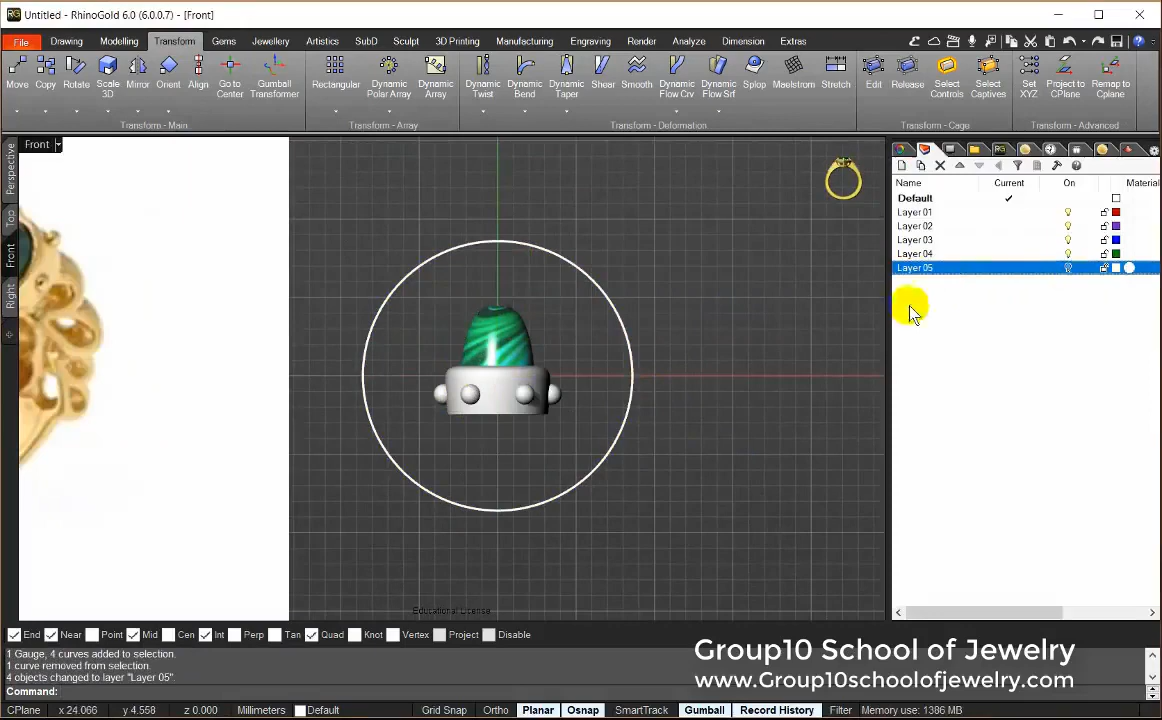 Untitled - RhinoGold 6.0 (6.0.0.7) - [Front]
File Drawing Modelling Transform Gems Jewellery Artistics SubD Sculpt 3D Printing Manufacturing Engraving Render Analyze Dimension Extras
Move Copy Rotate Scale 3D Mirror Orient Align Go to Center Gumball Transformer Rectangular Dynamic Polar Array Dynamic Array Dynamic Twist Dynamic Bend Dynamic Taper Shear Smooth Dynamic Flow Crv Dynamic Flow Srf Splop Maelstrom Stretch Edit Release Select Controls Select Captives Set XYZ Project to CPlane Remap to Cplane
Transform - Main Transform - Array Transform - Deformation Transform - Cage Transform - Advanced
Front
Perspective
Top
Front
Right
Name Current On Material
Default
Layer 01
Layer 02
Layer 03
Layer 04
Layer 05
Educational License
End Near Point Mid Cen Int Perp Tan Quad Knot Vertex Project Disable
1 Gauge, 4 curves added to selection.
1 curve removed from selection.
4 objects changed to layer "Layer 05".
Command:
Group10 School of Jewelry
www.Group10schoolofjewelry.com
CPlane x 24.066 y 4.558 z 0.000 Millimeters Default Grid Snap Ortho Planar Osnap SmartTrack Gumball Record History Filter Memory use: 1386 MB